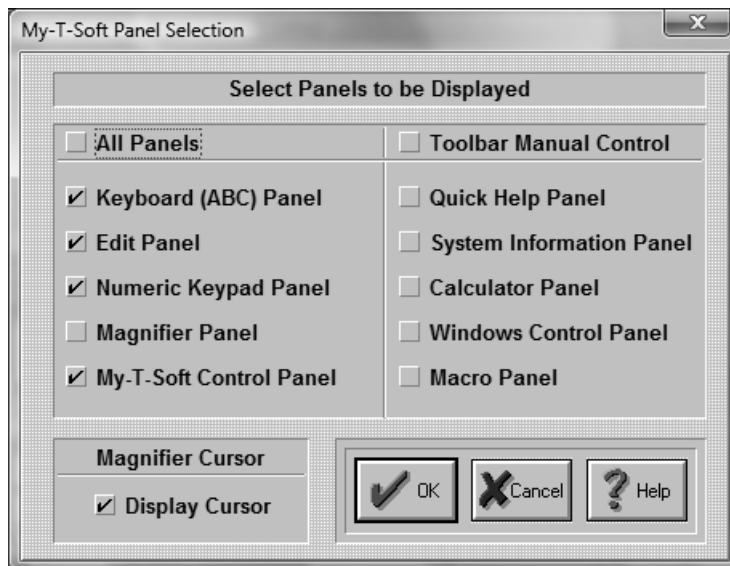 My-T-Soft Panel Selection
Select Panels to be Displayed
All Panels
Toolbar Manual Control
Keyboard (ABC) Panel
Quick Help Panel
Edit Panel
System Information Panel
Numeric Keypad Panel
Calculator Panel
Magnifier Panel
Windows Control Panel
My-T-Soft Control Panel
Macro Panel
Magnifier Cursor
Display Cursor
OK
Cancel
Help